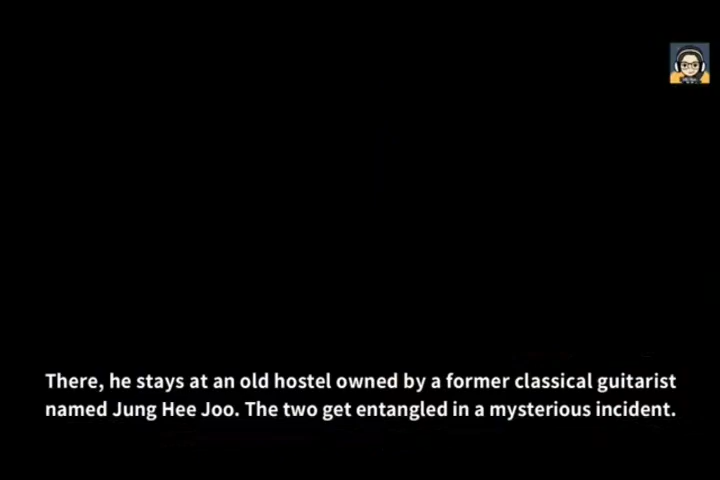 There, he stays at an old hostel owned by a former classical guitarist
named Jung Hee Joo. The two get entangled in a mysterious incident.